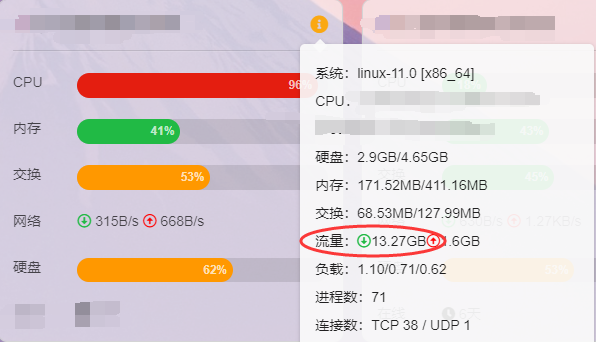 CPU
96%
内存
41%
交换
53%
网络
315B/s
668B/s
硬盘
62%
系统：linux-11.0 [x86_64]
CPU：
硬盘：2.9GB/4.65GB
内存：171.52MB/411.16MB
交换：68.53MB/127.99MB
流量：13.27GB
.6GB
负载：1.10/0.71/0.62
进程数：71
连接数：TCP 38 / UDP 1